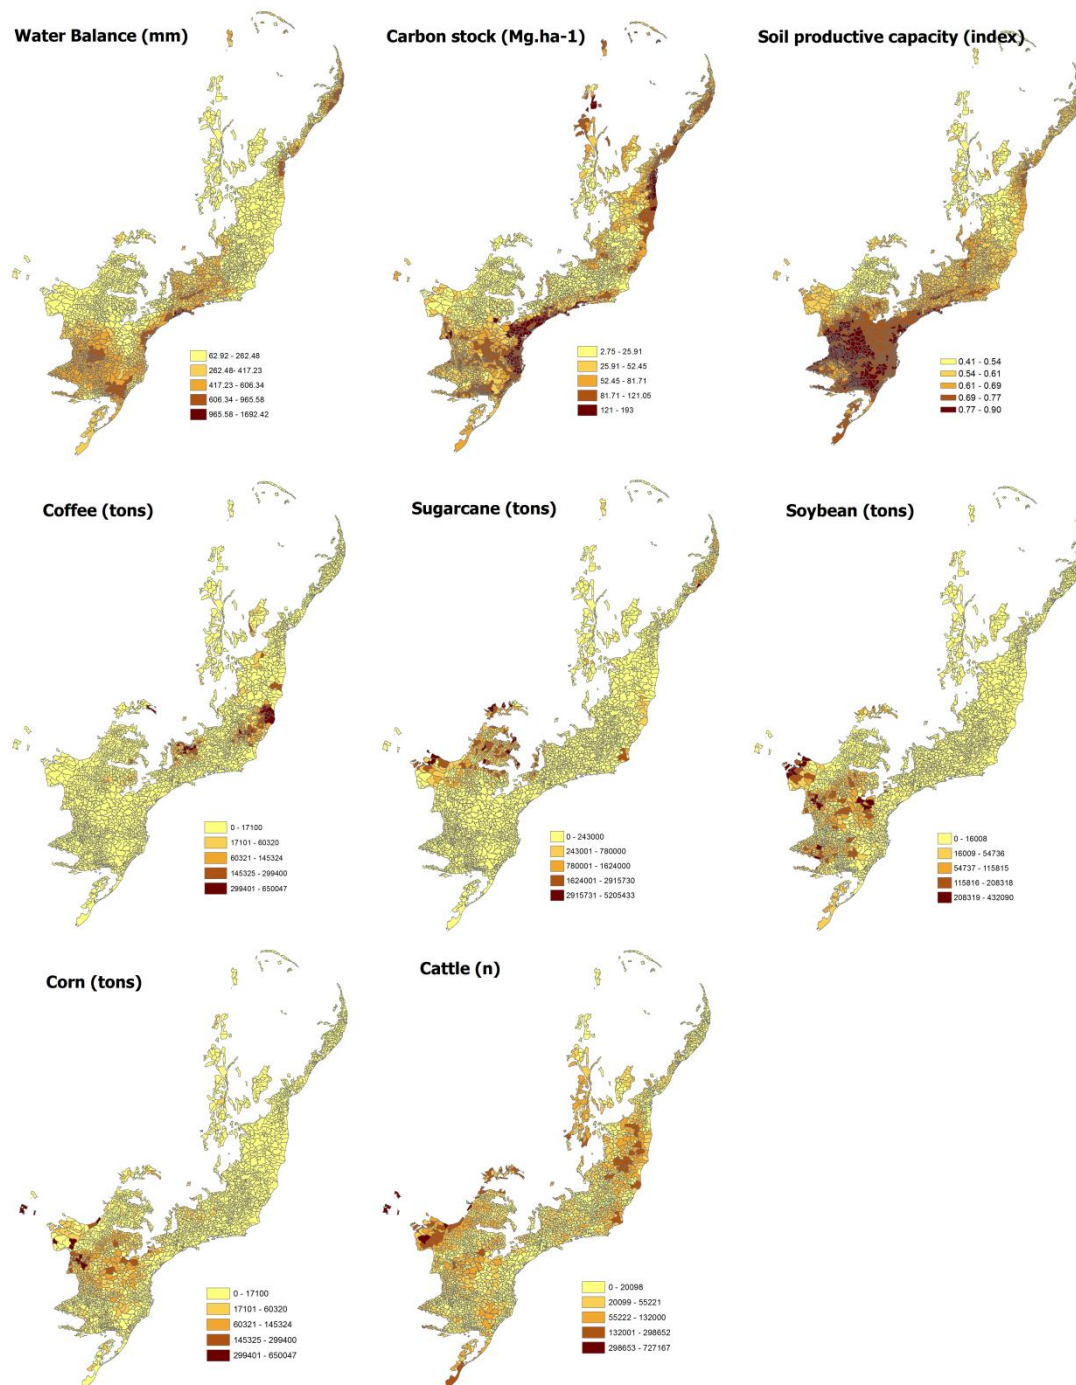 Water Balance (mm)
62.92 - 262.48
262.48- 417.23
417.23 - 606.34
606.34 - 965.58
965.58 - 1692.42
Carbon stock (Mg.ha-1)
2.75 - 25.91
25.91 - 52.45
52.45 - 81.71
81.71 - 121.05
121 - 193
Soil productive capacity (index)
0.41 - 0.54
0.54 - 0.61
0.61 - 0.69
0.69 - 0.77
0.77 - 0.90
Coffee (tons)
0 - 17100
17101 - 60320
60321 - 145324
145325 - 299400
299401 - 650047
Sugarcane (tons)
0 - 243000
243001 - 780000
780001 - 1624000
1624001 - 2915730
2915731 - 5205433
Soybean (tons)
0 - 16008
16009 - 54736
54737 - 115815
115816 - 208318
208319 - 432090
Corn (tons)
0 - 17100
17101 - 60320
60321 - 145324
145325 - 299400
299401 - 650047
Cattle (n)
0 - 20098
20099 - 55221
55222 - 132000
132001 - 298652
298653 - 727167